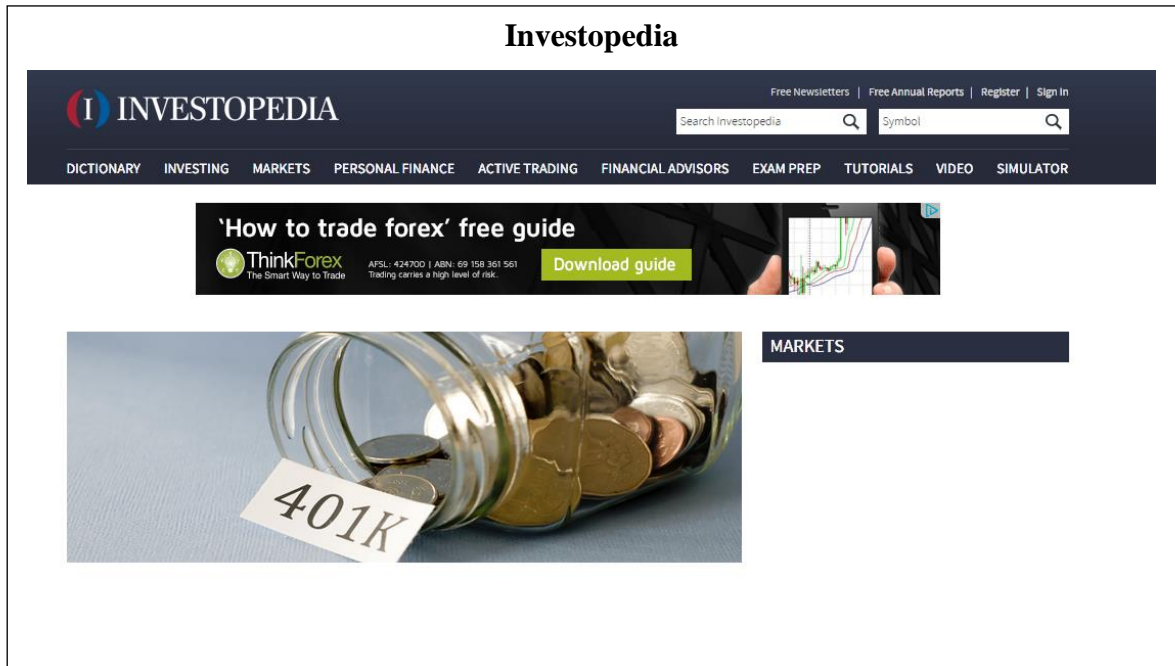 Investopedia
Free Newsletters | Free Annual Reports | Register | Sign In
(I) INVESTOPEDIA
Search Investopedia
Symbol
DICTIONARY INVESTING MARKETS PERSONAL FINANCE ACTIVE TRADING FINANCIAL ADVISORS EXAM PREP TUTORIALS VIDEO SIMULATOR
'How to trade forex' free guide
ThinkForex
The Smart Way to Trade
AFSL: 424700 | ABN: 69 158 361 561
Trading carries a high level of risk.
Download guide
401K
MARKETS